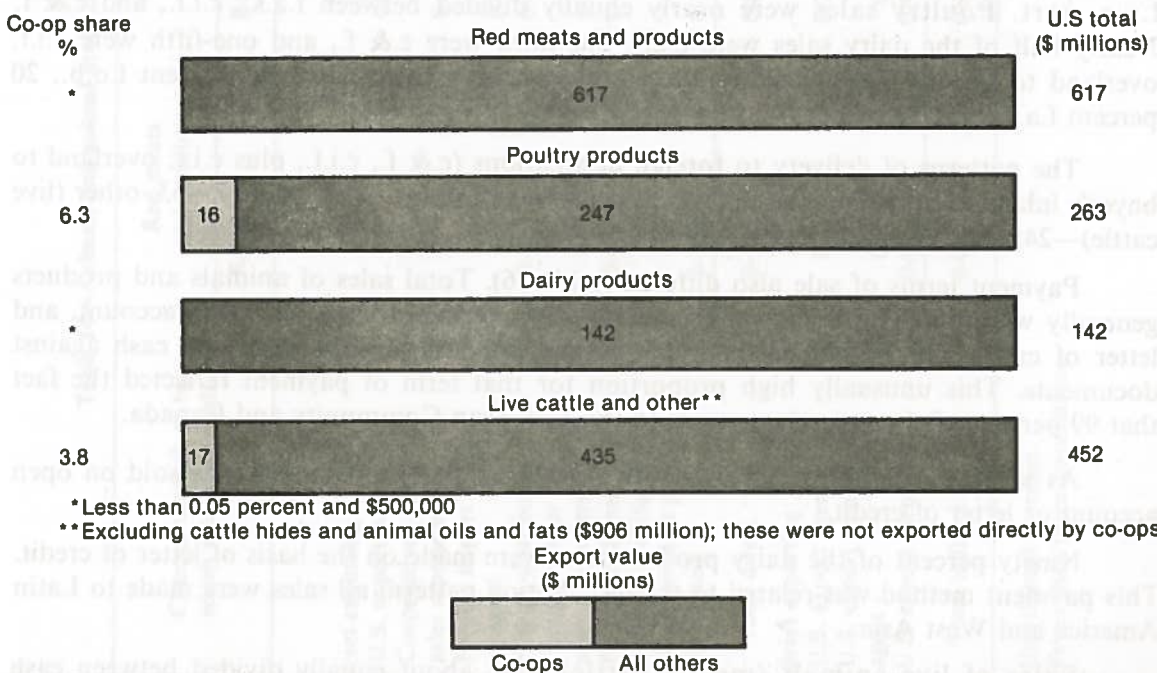 Co-op share
%
U.S total
($ millions)
Red meats and products
*
617
617
Poultry products
6.3
16
247
263
Dairy products
*
142
142
Live cattle and other**
3.8
17
435
452
*Less than 0.05 percent and $500,000
**Excluding cattle hides and animal oils and fats ($906 million); these were not exported directly by co-ops
Export value
($ millions)
Co-ops
All others